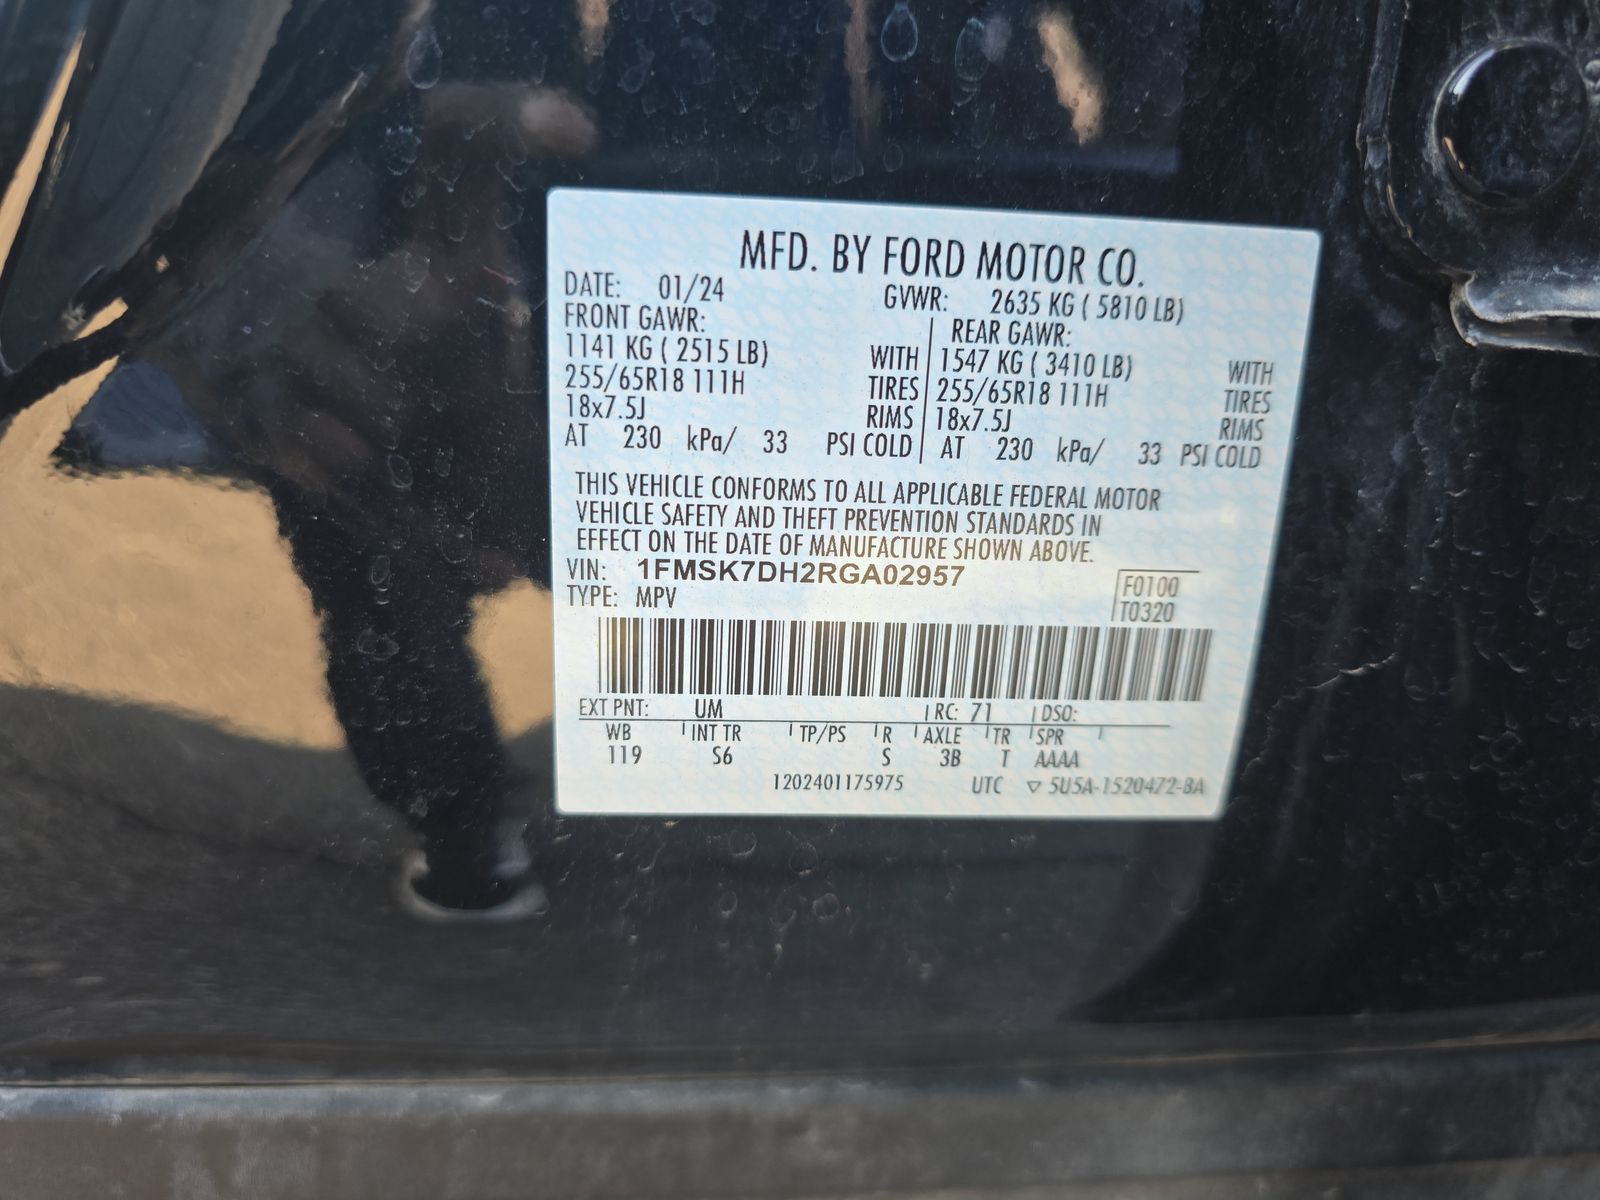 MFD. BY FORD MOTOR CO.
DATE: 01/24 GVWR: 2635 KG ( 5810 LB)
FRONT GAWR: REAR GAWR:
1141 KG ( 2515 LB) WITH 1547 KG ( 3410 LB) WITH
255/65R18 111H TIRES 255/65R18 111H TIRES
18x7.5J RIMS 18x7.5J RIMS
AT 230 kPa/ 33 PSI COLD AT 230 kPa/ 33 PSI COLD
THIS VEHICLE CONFORMS TO ALL APPLICABLE FEDERAL MOTOR
VEHICLE SAFETY AND THEFT PREVENTION STANDARDS IN
EFFECT ON THE DATE OF MANUFACTURE SHOWN ABOVE.
VIN: 1FMSK7DH2RGA02957
F0100
TYPE: MPV
T0320
EXT PNT: UM RC: 71 DSO:
WB INT TR TP/PS R AXLE TR SPR
119 S6 S 3B T AAAA
1202401175975 UTC ▽ 5U5A-1520472-BA